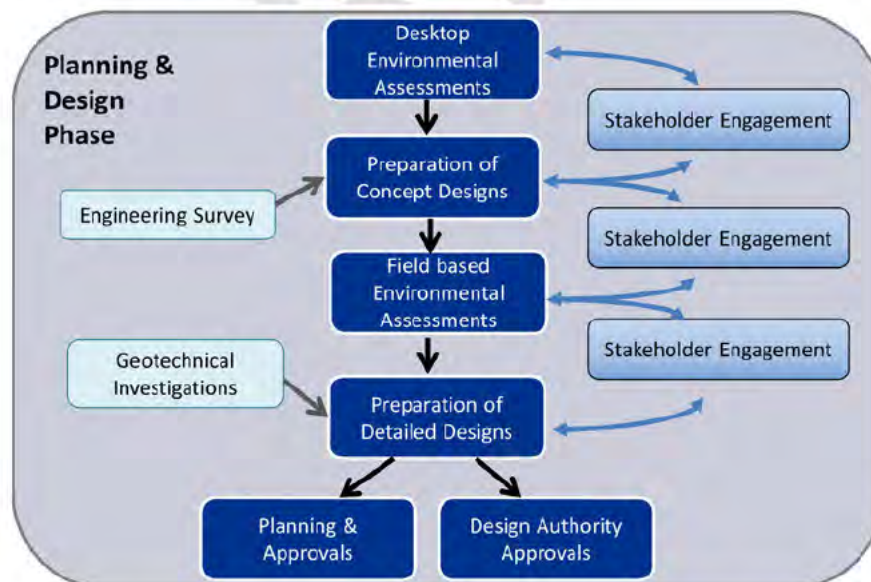 Planning &
Design
Phase
Desktop
Environmental
Assessments
Stakeholder Engagement
Preparation of
Concept Designs
Engineering Survey
Stakeholder Engagement
Field based
Environmental
Assessments
Stakeholder Engagement
Geotechnical
Investigations
Preparation of
Detailed Designs
Planning &
Approvals
Design Authority
Approvals